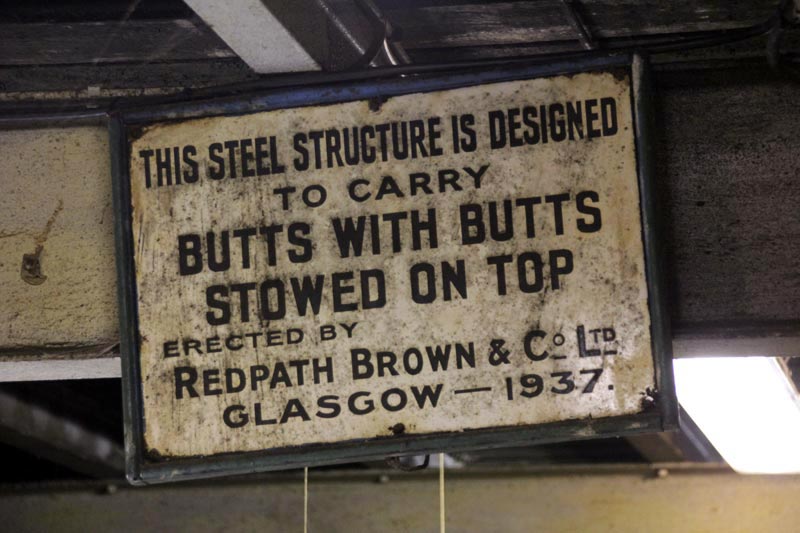 THIS STEEL STRUCTURE IS DESIGNED
TO CARRY
BUTTS WITH BUTTS
STOWED ON TOP
ERECTED BY
REDPATH BROWN & Cº LTD
GLASGOW — 1937.